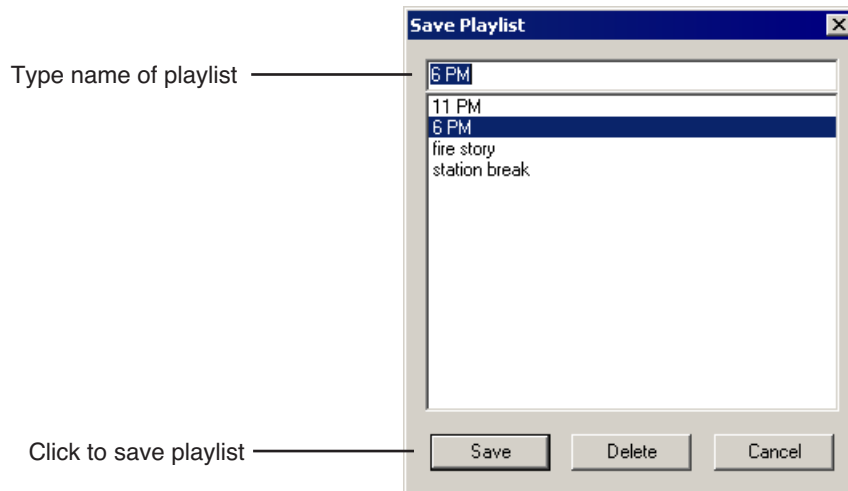 Save Playlist
Type name of playlist
6 PM
11 PM
6 PM
fire story
station break
Click to save playlist
Save
Delete
Cancel